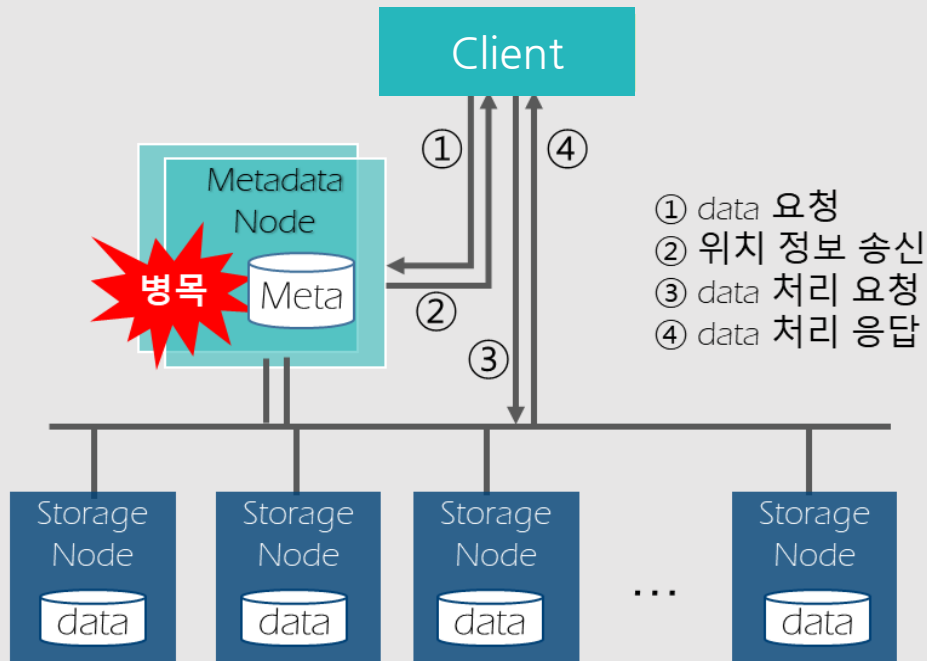 Client
①
④
Metadata
Node
병목
Meta
②
③
① data 요청
② 위치 정보 송신
③ data 처리 요청
④ data 처리 응답
Storage
Node
data
Storage
Node
data
Storage
Node
data
...
Storage
Node
data